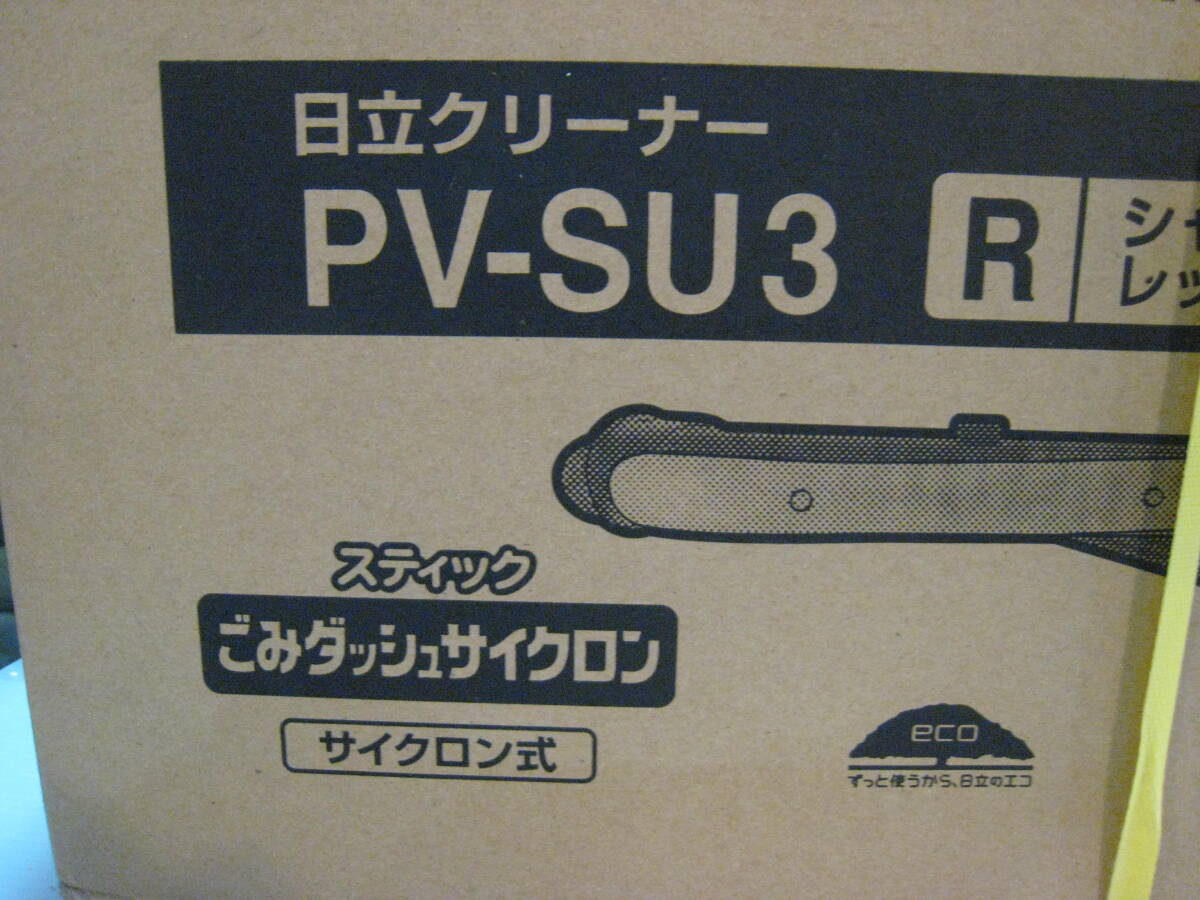 日立クリーナー
PV-SU3 R
シャ
レッ
スティック
ごみダッシュサイクロン
サイクロン式
eco
ずっと使うから、日立のエコ